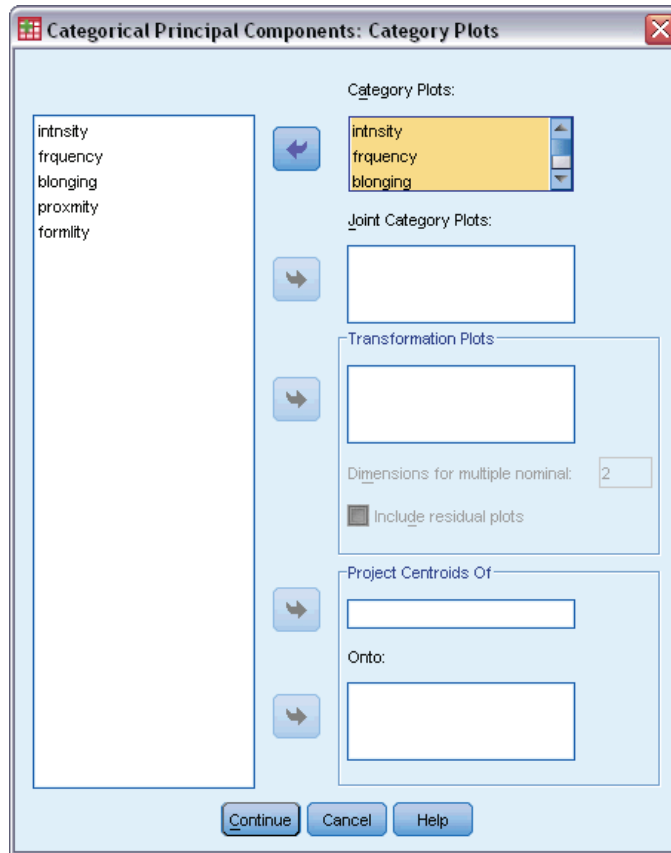 Categorical Principal Components: Category Plots
intnsity
frquency
blonging
proxmity
formlity
Category Plots:
intnsity
frquency
blonging
Joint Category Plots:
Transformation Plots
Dimensions for multiple nominal: 2
Include residual plots
Project Centroids Of
Onto:
Continue Cancel Help